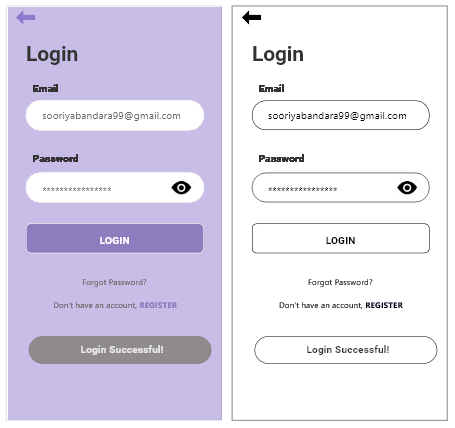 Login
Email
sooriyabandara99@gmail.com
Password
****************
LOGIN
Forgot Password?
Don't have an account, REGISTER
Login Successful!
Login
Email
sooriyabandara99@gmail.com
Password
****************
LOGIN
Forgot Password?
Don't have an account, REGISTER
Login Successful!